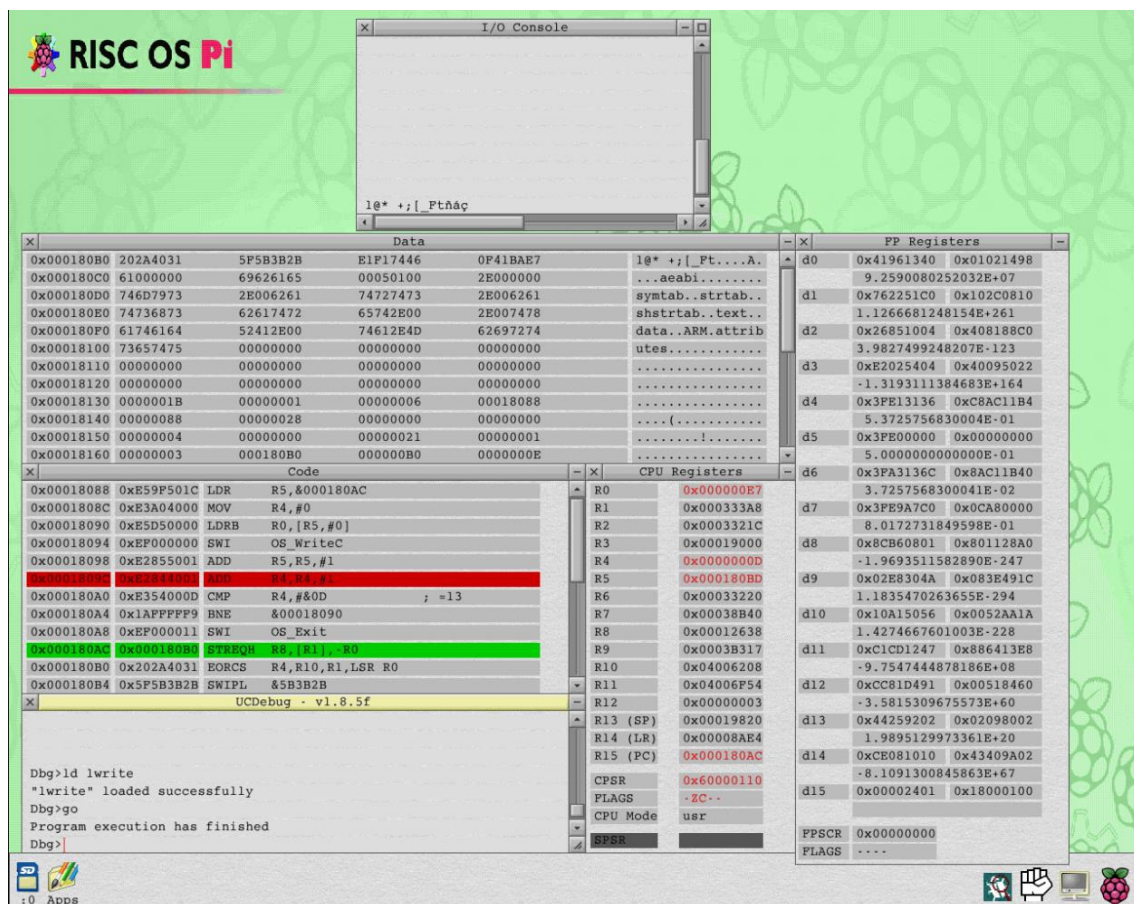 RISC OS Pi
I/O Console
1@* +;[_Ftñáç
Data
0x000180B0 202A4031 5F5B3B2B E1F17446 0F41BAE7 1@* +;[_Ft....A.
0x000180C0 61000000 69626165 00050100 2E000000 ...aeabi........
0x000180D0 746D7973 2E006261 74727473 2E006261 symtab..strtab..
0x000180E0 74736873 62617472 65742E00 2E007478 shstrtab..text..
0x000180F0 61746164 52412E00 74612E4D 62697274 data..ARM.attrib
0x00018100 73657475 00000000 00000000 00000000 utes............
0x00018110 00000000 00000000 00000000 00000000 ................
0x00018120 00000000 00000000 00000000 00000000 ................
0x00018130 0000001B 00000001 00000006 00018088 ................
0x00018140 00000088 00000028 00000000 00000000 ....(...........
0x00018150 00000004 00000000 00000021 00000001 ........!.......
0x00018160 00000003 000180B0 000000B0 0000000E ................
Code
0x00018088 0xE59F501C LDR R5,&000180AC
0x0001808C 0xE3A04000 MOV R4,#0
0x00018090 0xE5D50000 LDRB R0,[R5,#0]
0x00018094 0xEF000000 SWI OS_WriteC
0x00018098 0xE2855001 ADD R5,R5,#1
0x0001809C 0xE2844001 ADD R4,R4,#1
0x000180A0 0xE354000D CMP R4,#&0D ; =13
0x000180A4 0x1AFFFFF9 BNE &00018090
0x000180A8 0xEF000011 SWI OS_Exit
0x000180AC 0x000180B0 STREQH R8,[R1],-R0
0x000180B0 0x202A4031 EORCS R4,R10,R1,LSR R0
0x000180B4 0x5F5B3B2B SWIPL &5B3B2B
UCDebug - v1.8.5f
Dbg>ld lwrite
"lwrite" loaded successfully
Dbg>go
Program execution has finished
Dbg>
CPU Registers
R0 0x000000E7
R1 0x000333A8
R2 0x0003321C
R3 0x00019000
R4 0x0000000D
R5 0x000180BD
R6 0x00033220
R7 0x00038B40
R8 0x00012638
R9 0x0003B317
R10 0x04006208
R11 0x04006F54
R12 0x00000003
R13 (SP) 0x00019820
R14 (LR) 0x00008AE4
R15 (PC) 0x000180AC
CPSR 0x60000110
FLAGS -ZC--
CPU Mode usr
SPSR
FP Registers
d0 0x41961340 0x01021498
9.2590080252032E+07
d1 0x762251C0 0x102C0810
1.1266681248154E+261
d2 0x26851004 0x408188C0
3.9827499248207E-123
d3 0xE2025404 0x40095022
-1.3193111384683E+164
d4 0x3FE13136 0xC8AC11B4
5.3725756830004E-01
d5 0x3FE00000 0x00000000
5.0000000000000E-01
d6 0x3FA3136C 0x8AC11B40
3.7257568300041E-02
d7 0x3FE9A7C0 0x0CA80000
8.0172731849598E-01
d8 0x8CB60801 0x801128A0
-1.9693511582890E-247
d9 0x02E8304A 0x083E491C
1.1835470263655E-294
d10 0x10A15056 0x0052AA1A
1.4274667601003E-228
d11 0xC1CD1247 0x886413E8
-9.7547444878186E+08
d12 0xCC81D491 0x00518460
-3.5815309675573E+60
d13 0x44259202 0x02098002
1.9895129973361E+20
d14 0xCE081010 0x43409A02
-8.1091300845863E+67
d15 0x00002401 0x18000100
FPSCR 0x00000000
FLAGS ----
SD
:0 Apps